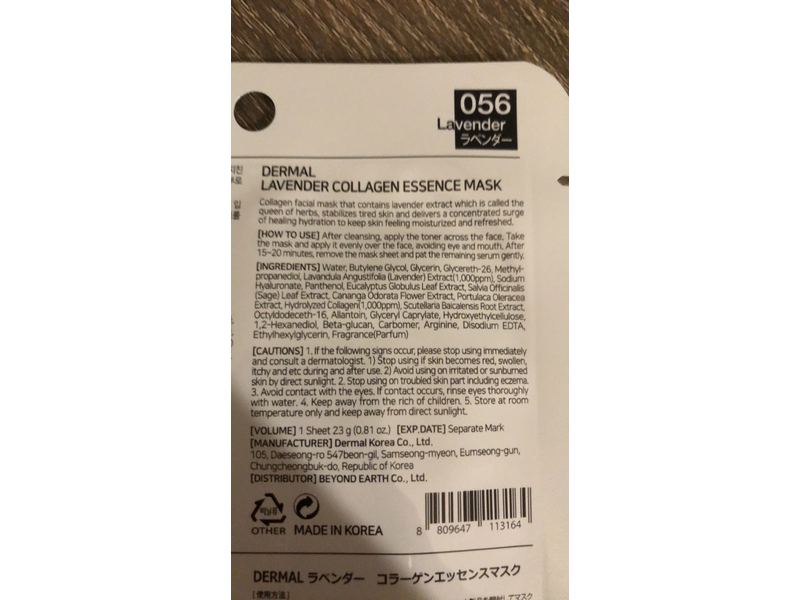 056
Lavender
ラベンダー
DERMAL
LAVENDER COLLAGEN ESSENCE MASK
Collagen facial mask that contains lavender extract which is called the
queen of herbs, stabilizes tired skin and delivers a concentrated surge
of healing hydration to keep skin feeling moisturized and refreshed.
[HOW TO USE] After cleansing, apply the toner across the face. Take
the mask and apply it evenly over the face, avoiding eye and mouth. After
15~20 minutes, remove the mask sheet and pat the remaining serum gently.
[INGREDIENTS] Water, Butylene Glycol, Glycerin, Glycereth-26, Methyl-
propanediol, Lavandula Angustifolia (Lavender) Extract(1,000ppm), Sodium
Hyaluronate, Panthenol, Eucalyptus Globulus Leaf Extract, Salvia Officinalis
(Sage) Leaf Extract, Cananga Odorata Flower Extract, Portulaca Oleracea
Extract, Hydrolyzed Collagen(1,000ppm), Scutellaria Baicalensis Root Extract,
Octyldodeceth-16, Allantoin, Glyceryl Caprylate, Hydroxyethylcellulose,
1,2-Hexanediol, Beta-glucan, Carbomer, Arginine, Disodium EDTA,
Ethylhexylglycerin, Fragrance(Parfum)
[CAUTIONS] 1. If the following signs occur, please stop using immediately
and consult a dermatologist. 1) Stop using if skin becomes red, swollen,
itchy and etc during and after use. 2) Avoid using on irritated or sunburned
skin by direct sunlight. 2. Stop using on troubled skin part including eczema.
3. Avoid contact with the eyes. If contact occurs, rinse eyes thoroughly
with water. 4. Keep away from the rich of children. 5. Store at room
temperature only and keep away from direct sunlight.
[VOLUME] 1 Sheet 23 g (0.81 oz.) [EXP.DATE] Separate Mark
[MANUFACTURER] Dermal Korea Co., Ltd.
105, Daeseong-ro 547beon-gil, Samseong-myeon, Eumseong-gun,
Chungcheongbuk-do, Republic of Korea
[DISTRIBUTOR] BEYOND EARTH Co., Ltd.
OTHER MADE IN KOREA
8 809647 113164
DERMAL ラベンダー コラーゲンエッセンスマスク
[使用方法]